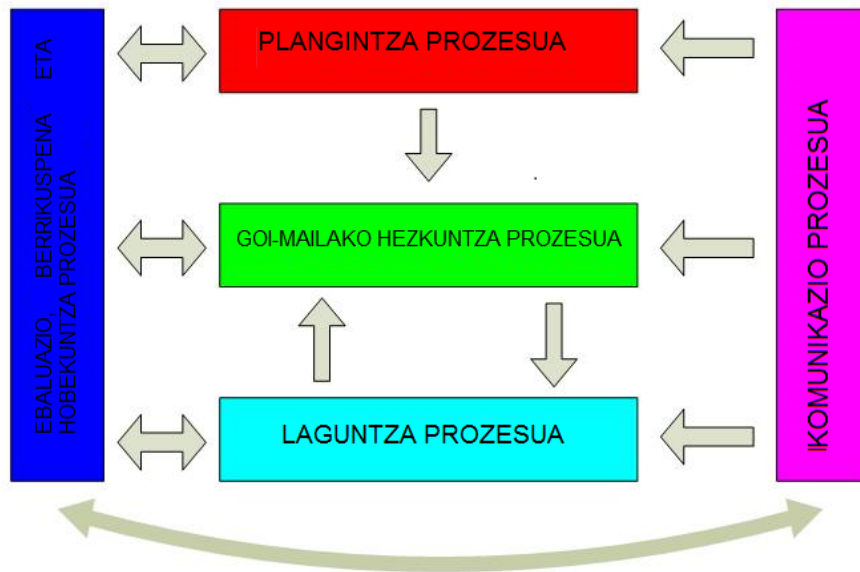 PLANGINTZA PROZESUA
GOI-MAILAKO HEZKUNTZA PROZESUA
LAGUNTZA PROZESUA
EBALUAZIO, BERRIKUSPENA ETA
HOBEKUNTZA PROZESUA
KOMUNIKAZIO PROZESUA